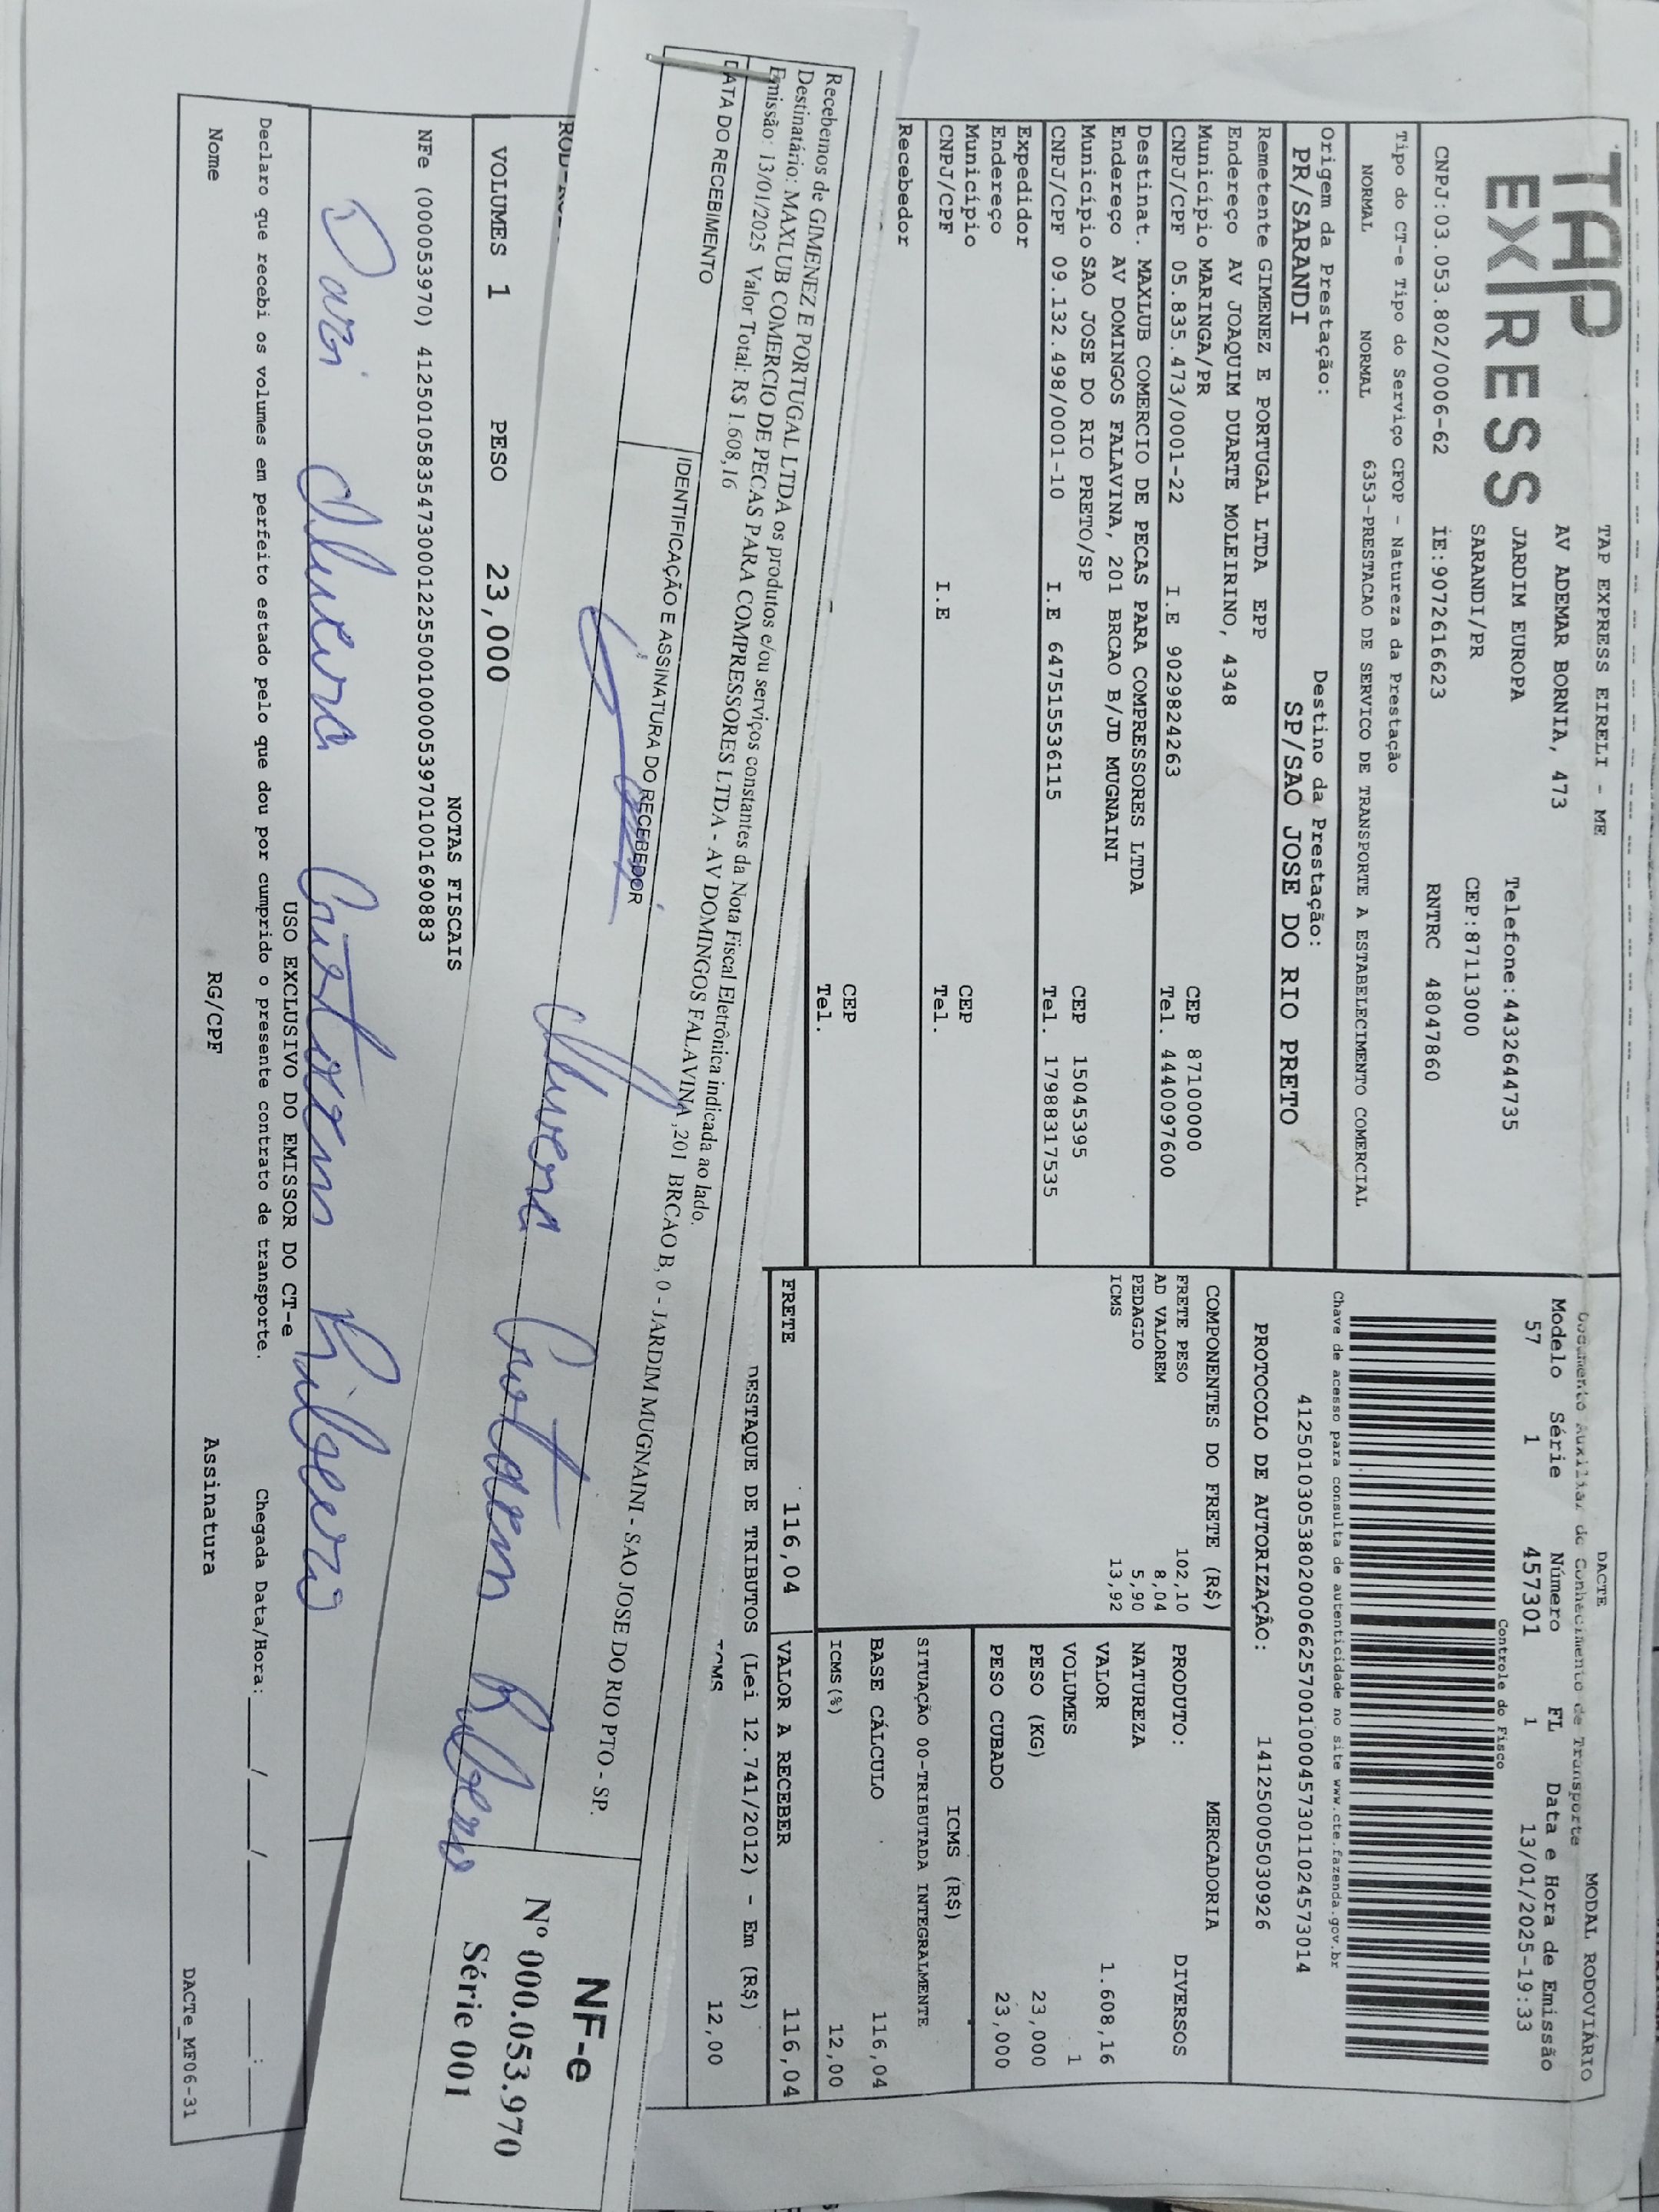 TAP
EXPRESS
TAP EXPRESS EIRELI - ME
AV ADEMAR BORNIA, 473
JARDIM EUROPA Telefone:4432644735
SARANDI/PR CEP:87113000
CNPJ:03.053.802/0006-62 IE:9072616623 RNTRC 48047860
Tipo do CT-e Tipo do Serviço CFOP - Natureza da Prestação
NORMAL NORMAL 6353-PRESTACAO DE SERVICO DE TRANSPORTE A ESTABELECIMENTO COMERCIAL
Origem da Prestação: Destino da Prestação:
PR/SARANDI SP/SAO JOSE DO RIO PRETO
Remetente GIMENEZ E PORTUGAL LTDA EPP
Endereço AV JOAQUIM DUARTE MOLEIRINO, 4348
Município MARINGA/PR CEP 87100000
CNPJ/CPF 05.835.473/0001-22 I.E 9029824263 Tel. 444009７600
Destinat. MAXLUB COMERCIO DE PECAS PARA COMPRESSORES LTDA
Endereço AV DOMINGOS FALAVINA, 201 BRCAO B/JD MUGNAINI
Município SAO JOSE DO RIO PRETO/SP CEP 15045395
CNPJ/CPF 09.132.498/0001-10 I.E 647515536115 Tel. 17988317535
Expedidor
Endereço
Município CEP
CNPJ/CPF I.E Tel.
Recebedor
CEP
Tel.
DACTE MODAL RODOVIÁRIO
Documento Auxiliar do Conhecimento de Transporte
Modelo Série Número FL Data e Hora de Emissão
57 1 457301 1 13/01/2025-19:33
Controle do Fisco
Chave de acesso para consulta de autenticidade no site www.cte.fazenda.gov.br
41250103053802000662570010004573011024573014
PROTOCOLO DE AUTORIZAÇÃO: 141250005030926
COMPONENTES DO FRETE (R$)
FRETE PESO 102,10
AD VALOREM 8,04
PEDAGIO 5,90
ICMS 13,92
MERCADORIA
PRODUTO: DIVERSOS
NATUREZA
VALOR 1.608,16
VOLUMES 1
PESO (KG) 23,000
PESO CUBADO 23,000
ICMS (R$)
SITUAÇÃO 00-TRIBUTADA INTEGRALMENTE
BASE CÁLCULO 116,04
ICMS(%) 12,00
FRETE 116,04 VALOR A RECEBER 116,04
DESTAQUE DE TRIBUTOS (Lei 12.741/2012) - Em (R$)
ICMS 12,00
Recebemos de GIMENEZ E PORTUGAL LTDA os produtos e/ou serviços constantes da Nota Fiscal Eletrônica indicada ao lado.
Destinatário: MAXLUB COMERCIO DE PECAS PARA COMPRESSORES LTDA - AV DOMINGOS FALAVINA ,201 BRCAO B, 0 - JARDIM MUGNAINI - SAO JOSE DO RIO PTO - SP.
Emissão: 13/01/2025 Valor Total: R$ 1.608,16
DATA DO RECEBIMENTO IDENTIFICAÇÃO E ASSINATURA DO RECEBEDOR
NF-e
Nº 000.053.970
Série 001
VOLUMES 1 PESO 23,000
NOTAS FISCAIS
NFe (000053970) 41250105835473000122550010000539701001690883
USO EXCLUSIVO DO EMISSOR DO CT-e
Declaro que recebi os volumes em perfeito estado pelo que dou por cumprido o presente contrato de transporte. Chegada Data/Hora:___/___/___ __:__
Nome RG/CPF Assinatura
DACTe_MF06-31